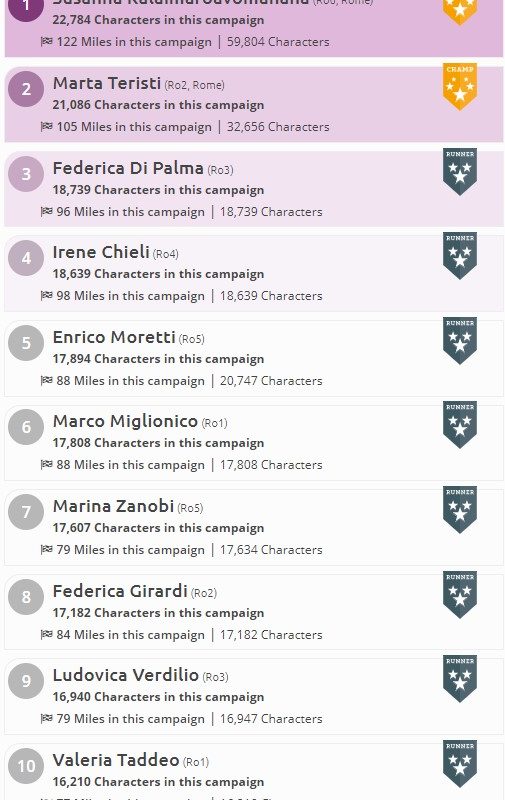 1
22,784 Characters in this campaign
122 Miles in this campaign | 59,804 Characters
2
Marta Teristi (Ro2, Rome)
CHAMP
21,086 Characters in this campaign
105 Miles in this campaign | 32,656 Characters
3
Federica Di Palma (Ro3)
RUNNER
18,739 Characters in this campaign
96 Miles in this campaign | 18,739 Characters
4
Irene Chieli (Ro4)
RUNNER
18,639 Characters in this campaign
98 Miles in this campaign | 18,639 Characters
5
Enrico Moretti (Ro5)
RUNNER
17,894 Characters in this campaign
88 Miles in this campaign | 20,747 Characters
6
Marco Miglionico (Ro1)
RUNNER
17,808 Characters in this campaign
88 Miles in this campaign | 17,808 Characters
7
Marina Zanobi (Ro5)
RUNNER
17,607 Characters in this campaign
79 Miles in this campaign | 17,634 Characters
8
Federica Girardi (Ro2)
RUNNER
17,182 Characters in this campaign
84 Miles in this campaign | 17,182 Characters
9
Ludovica Verdilio (Ro3)
RUNNER
16,940 Characters in this campaign
79 Miles in this campaign | 16,947 Characters
10
Valeria Taddeo (Ro1)
RUNNER
16,210 Characters in this campaign